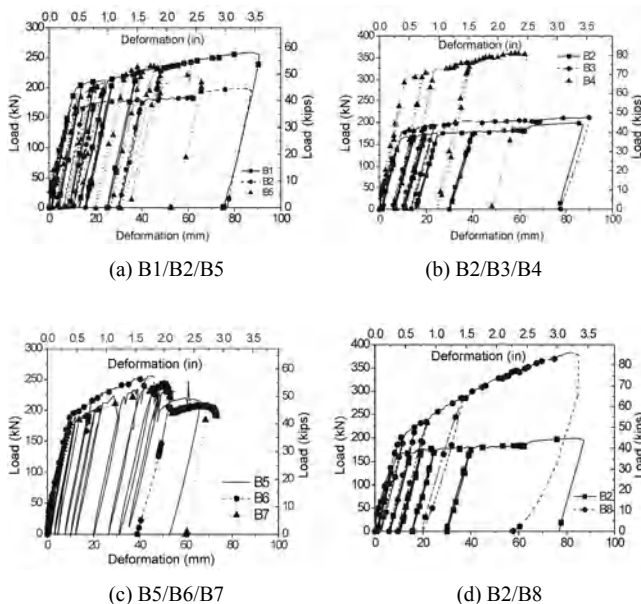 0.0 0.5 1.0 1.5 2.0 2.5 3.0 3.5
Deformation (in)
300
250
200
150
100
50
0
Load (kN)
60
50
40
30
20
10
0
Load (kips)
B1
B2
B5
0 20 40 60 80 100
Deformation (mm)
(a) B1/B2/B5
0.0 0.5 1.0 1.5 2.0 2.5 3.0 3.5
Deformation (in)
400
350
300
250
200
150
100
50
0
Load (kN)
80
60
40
20
0
Load (kips)
B2
B3
B4
0 20 40 60 80 100
Deformation (mm)
(b) B2/B3/B4
0.0 0.5 1.0 1.5 2.0 2.5 3.0
Deformation (in)
300
250
200
150
100
50
0
Load (kN)
60
50
40
30
20
10
0
Load (kips)
B5
B6
B7
0 20 40 60 80
Deformation (mm)
(c) B5/B6/B7
0.0 0.5 1.0 1.5 2.0 2.5 3.0 3.5
Deformation (in)
400
350
300
250
200
150
100
50
0
Load (kN)
80
70
60
50
40
30
20
10
0
Load (kips)
B2
B8
0 20 40 60 80 100
Deformation (mm)
(d) B2/B8